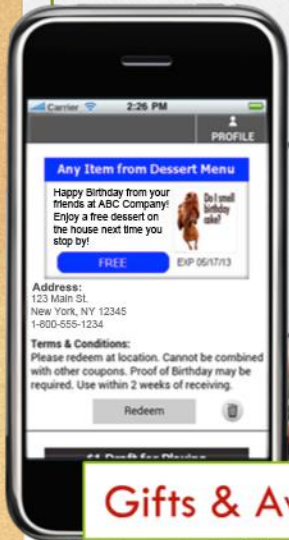 Carrier 2:26 PM
PROFILE
Any Item from Dessert Menu
Happy Birthday from your
friends at ABC Company!
Enjoy a free dessert on
the house next time you
stop by!
Do I smell
birthday
cake?
FREE
EXP 05/17/13
Address:
123 Main St.
New York, NY 12345
1-800-555-1234
Terms & Conditions:
Please redeem at location. Cannot be combined
with other coupons. Proof of Birthday may be
required. Use within 2 weeks of receiving.
Redeem
$1 Draft for Playing
Gifts & A